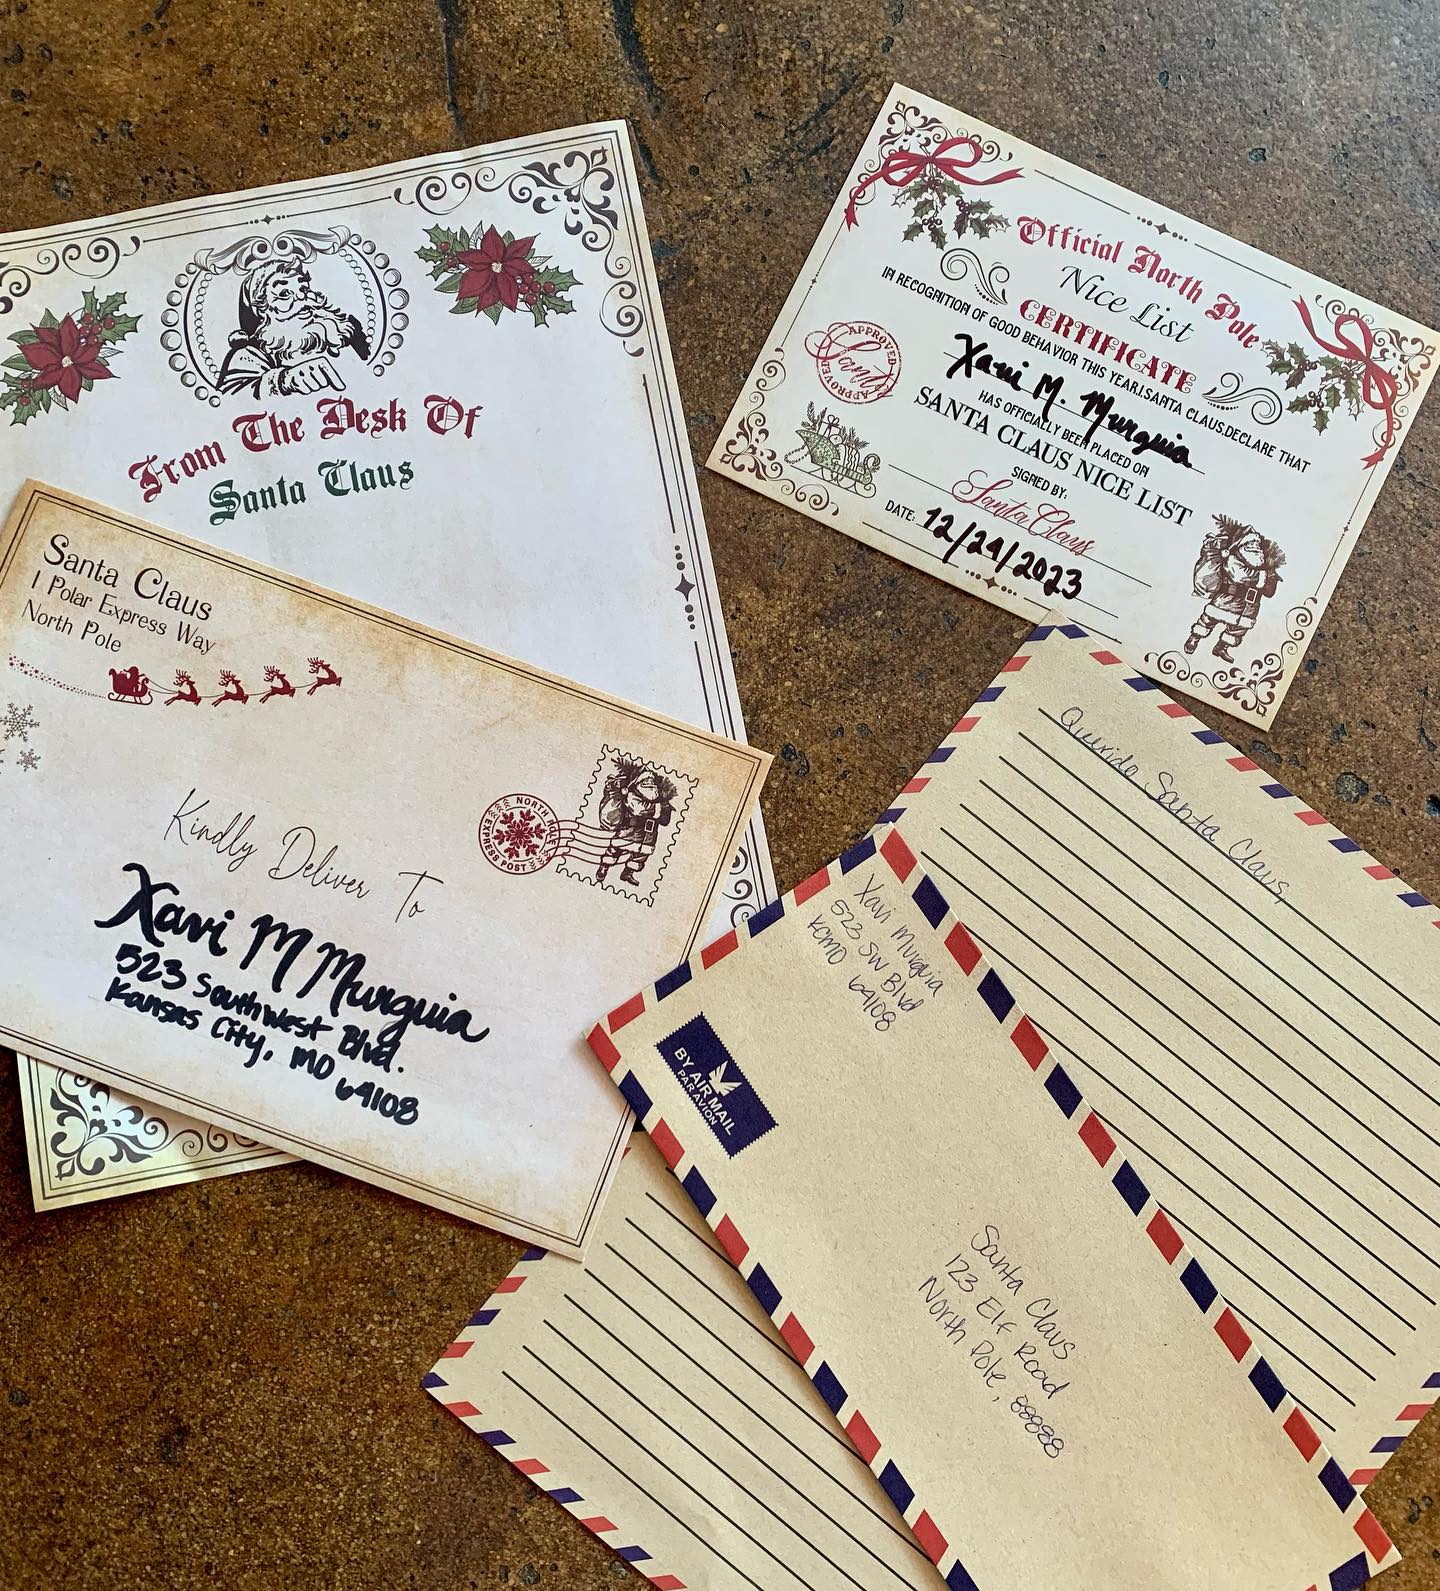 From The Desk Of
Santa Claus
Official North Pole
Nice List
CERTIFICATE
IN RECOGNITION OF GOOD BEHAVIOR THIS YEAR,I,SANTA CLAUS,DECLARE THAT
Xavi M. Murguia
HAS OFFICIALLY BEEN PLACED ON
SANTA CLAUS NICE LIST
SIGNED BY:
Santa Claus
DATE: 12/24/2023
APPROVED
Santa
APPROVED
Santa Claus
1 Polar Express Way
North Pole
NORTH POLE
EXPRESS POST
Kindly Deliver To
Xavi M Murguia
523 Southwest Blvd.
Kansas City, MO 64108
Querido Santa Claus,
Xavi Murguia
523 SW Blvd
KCMO
64108
BY AIR MAIL
PAR AVION
Santa Claus
123 Elf Road
North Pole, 88888